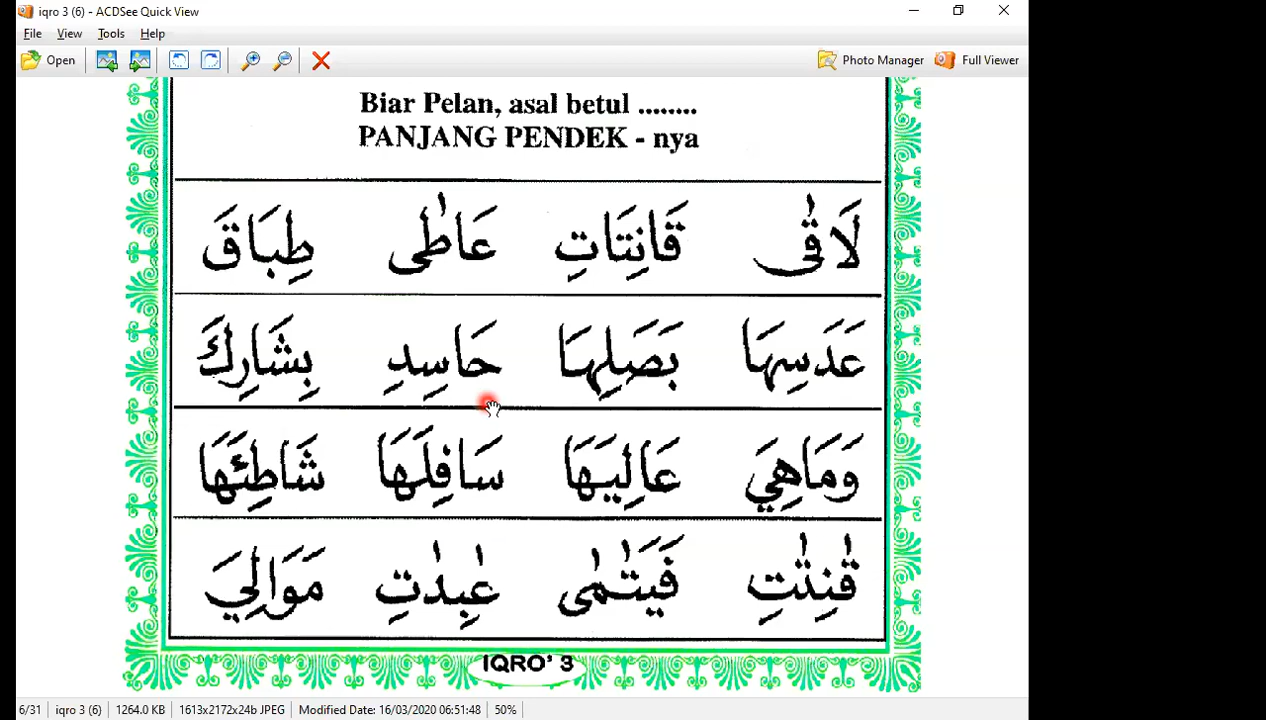 iqro 3 (6) - ACDSee Quick View
File View Tools Help
Open Photo Manager Full Viewer
Biar Pelan, asal betul ........
PANJANG PENDEK - nya
لَاقٰى قَانِتَاتِ عَاطٰى طِبَاقَ
عَدَسِهَا بَصَلِهَا حَاسِدِ بِشَارِكَ
وَمَاهِيَ عَالِيَهَا سَافِلَهَا شَاطِئَهَا
قٰنِتٰتِ فَيَتٰمٰى عٰبِدٰتِ مَوَالِيَ
IQRO' 3
6/31 iqro 3 (6) 1264.0 KB 1613x2172x24b JPEG Modified Date: 16/03/2020 06:51:48 50%